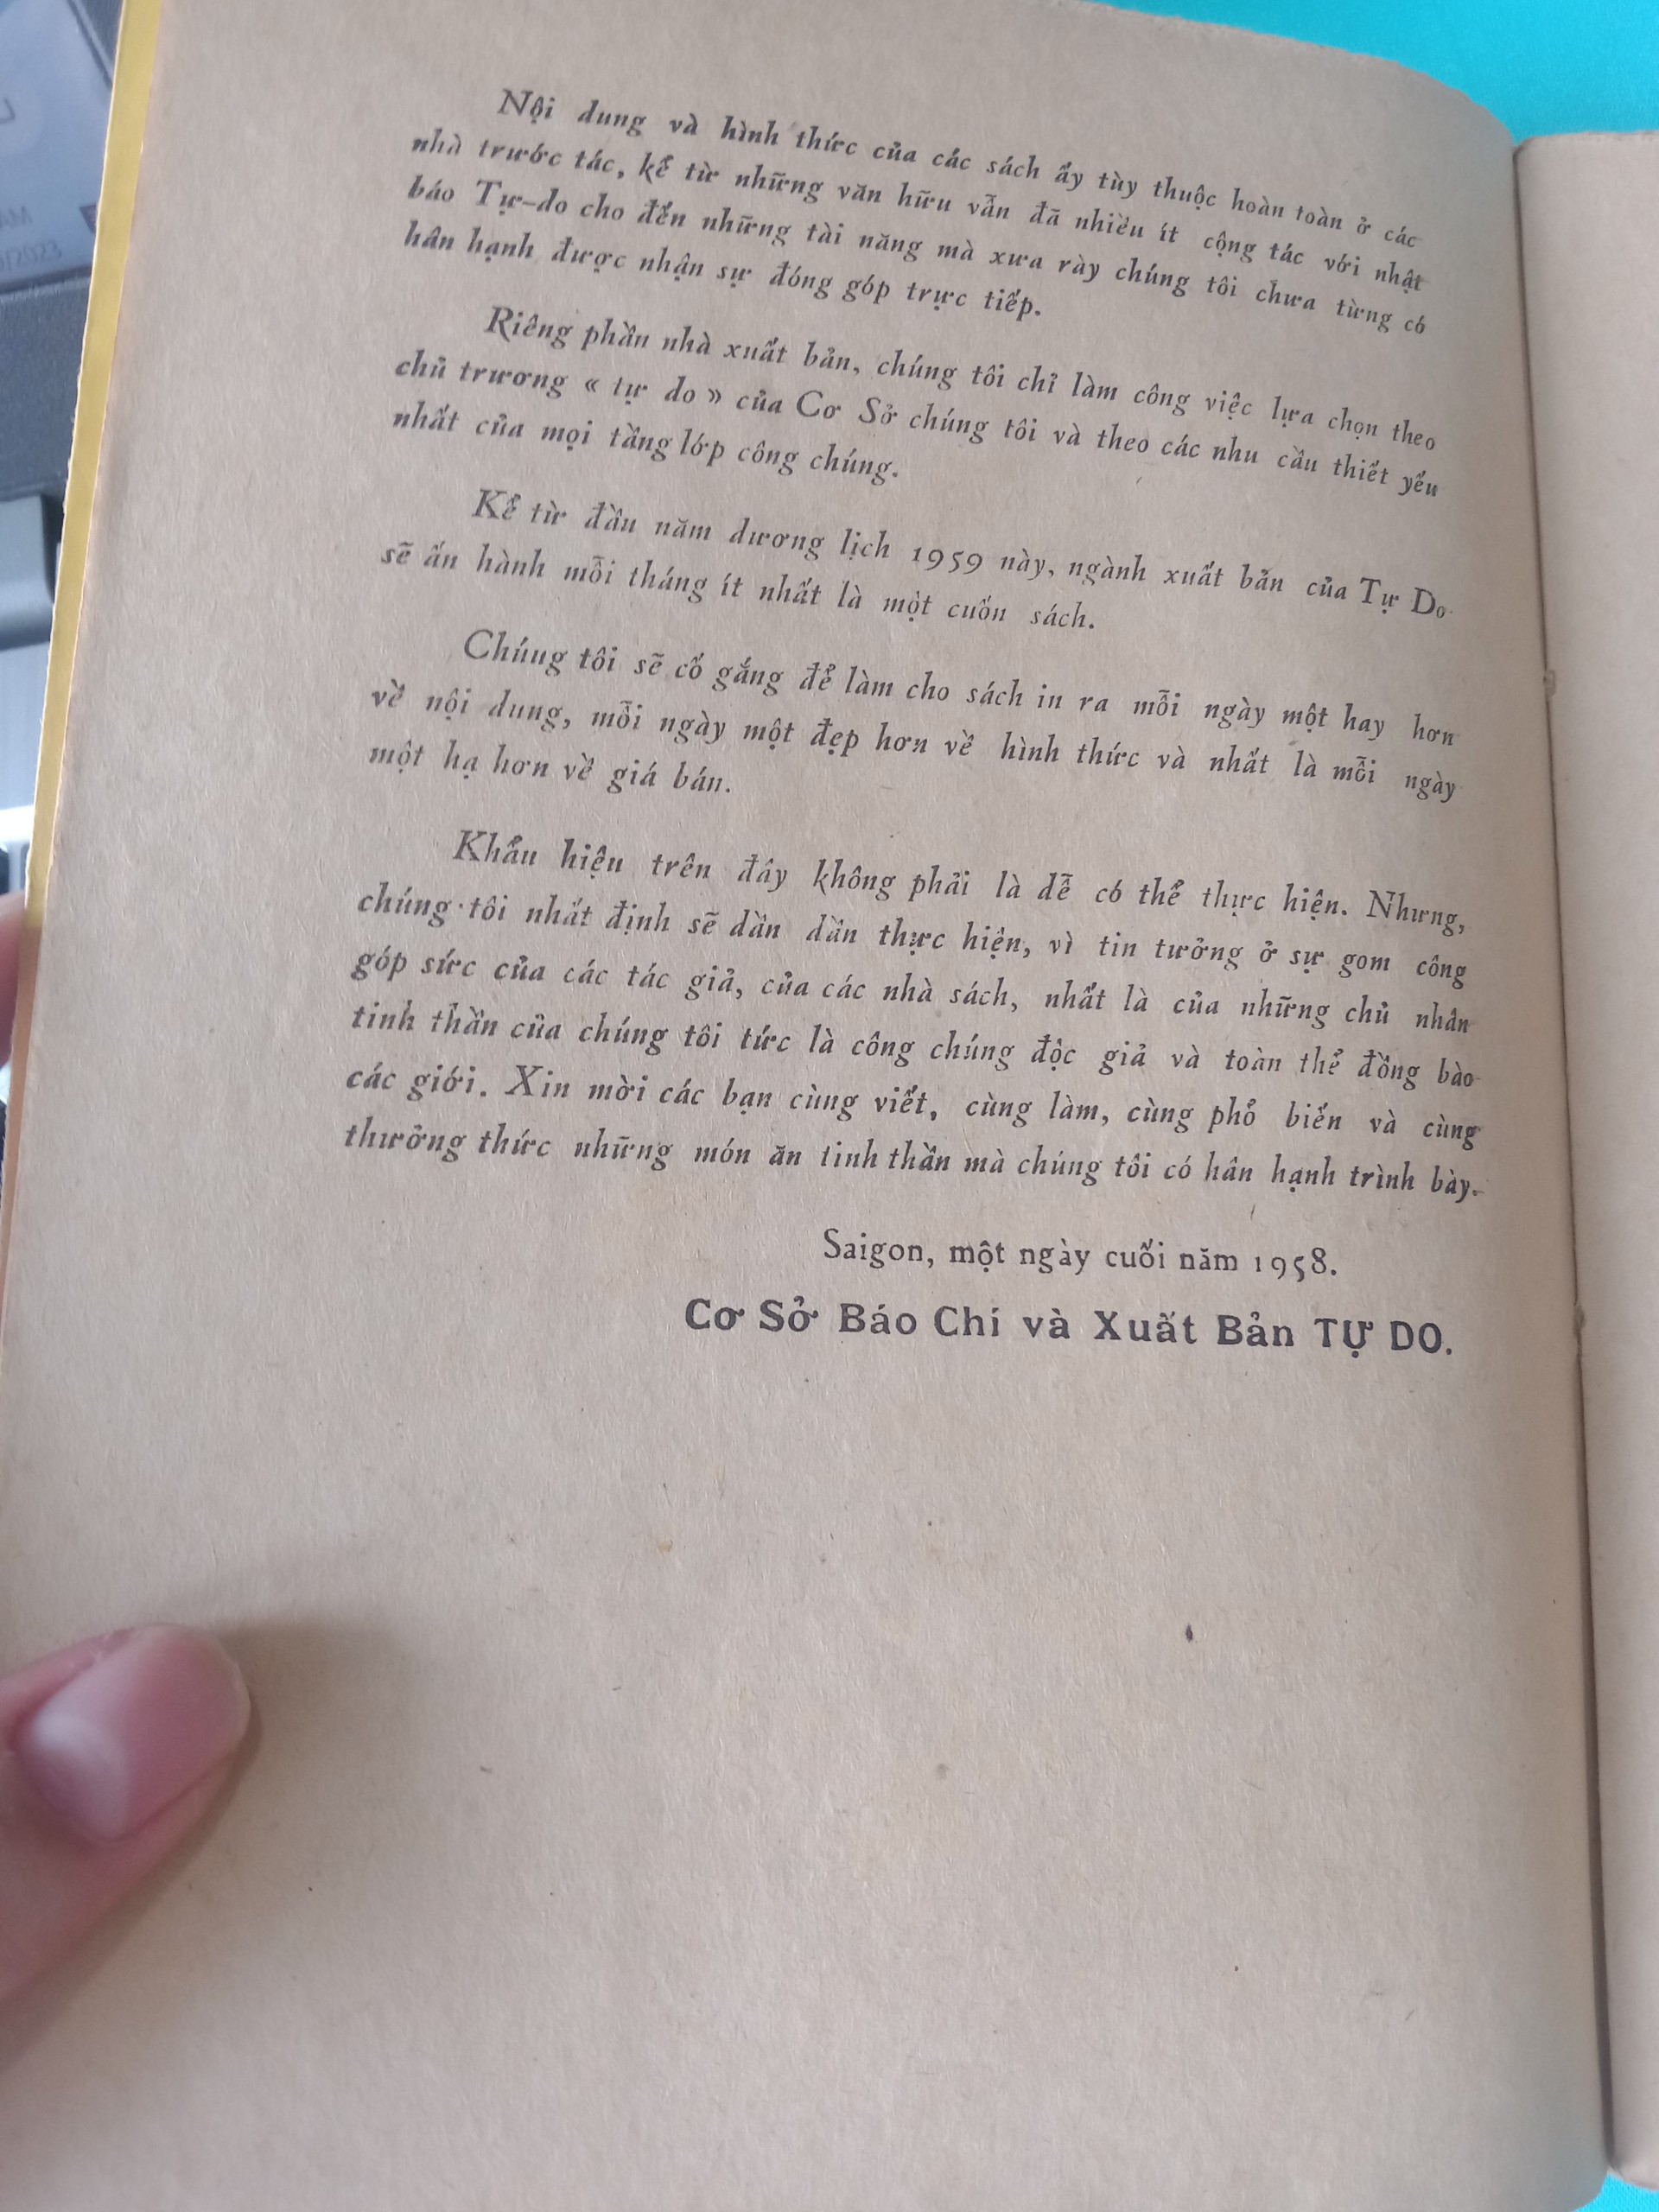 Nội dung và hình thức của các sách ấy tùy thuộc hoàn toàn ở các
nhà trước tác, kể từ những văn hữu vẫn đã nhiều ít cộng tác với nhật
báo Tự-do cho đến những tài năng mà xưa rày chúng tôi chưa từng có
hân hạnh được nhận sự đóng góp trực tiếp.
Riêng phần nhà xuất bản, chúng tôi chỉ làm công việc lựa chọn theo
chủ trương « tự do » của Cơ Sở chúng tôi và theo các nhu cầu thiết yếu
nhất của mọi tầng lớp công chúng.
Kể từ đầu năm dương lịch 1959 này, ngành xuất bản của Tự Do
sẽ ấn hành mỗi tháng ít nhất là một cuốn sách.
Chúng tôi sẽ cố gắng để làm cho sách in ra mỗi ngày một hay hơn
về nội dung, mỗi ngày một đẹp hơn về hình thức và nhất là mỗi ngày
một hạ hơn về giá bán.
Khẩu hiệu trên đây không phải là dễ có thể thực hiện. Nhưng,
chúng tôi nhất định sẽ dần dần thực hiện, vì tin tưởng ở sự gom công
góp sức của các tác giả, của các nhà sách, nhất là của những chủ nhân
tinh thần của chúng tôi tức là công chúng độc giả và toàn thể đồng bào
các giới. Xin mời các bạn cùng viết, cùng làm, cùng phổ biến và cùng
thưởng thức những món ăn tinh thần mà chúng tôi có hân hạnh trình bày.
Saigon, một ngày cuối năm 1958.
Cơ Sở Báo Chí và Xuất Bản TỰ DO.